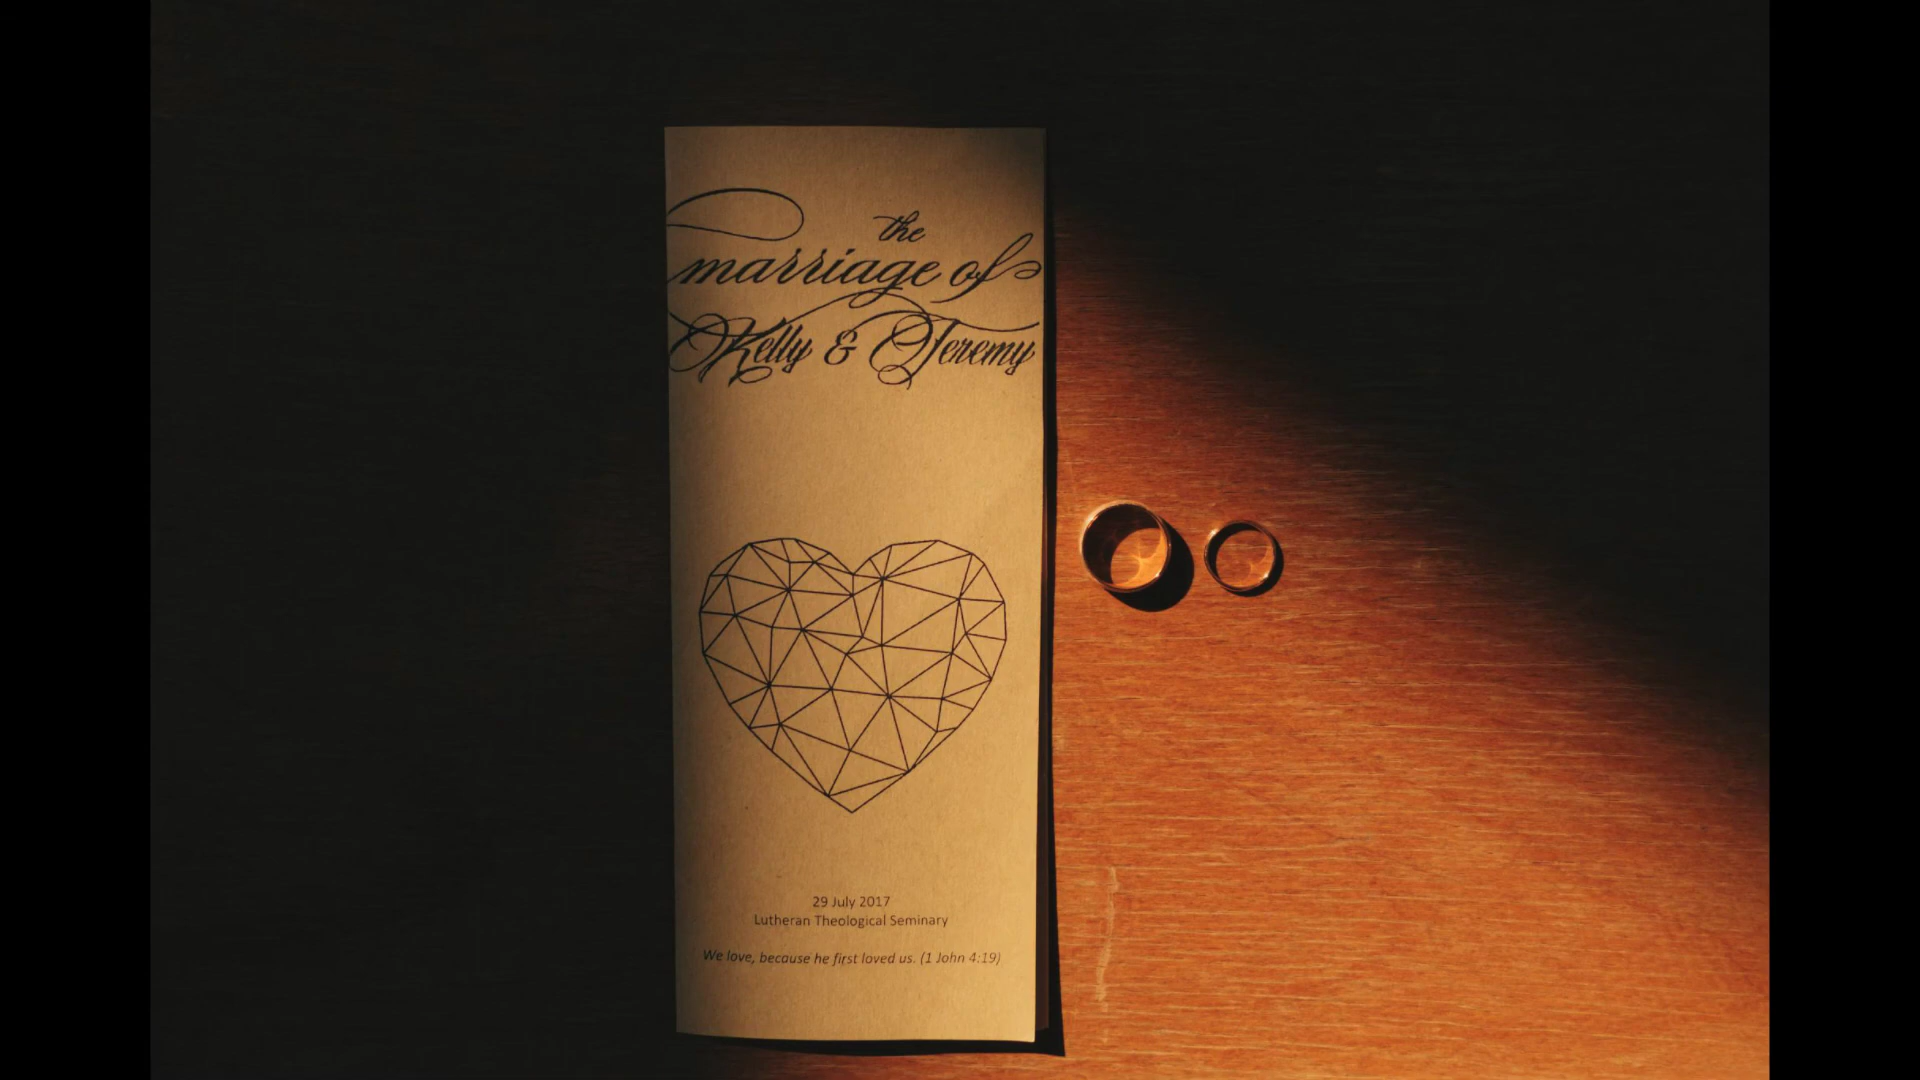 the
marriage of
Kelly & Jeremy
29 July 2017
Lutheran Theological Seminary
We love, because he first loved us. (1 John 4:19)